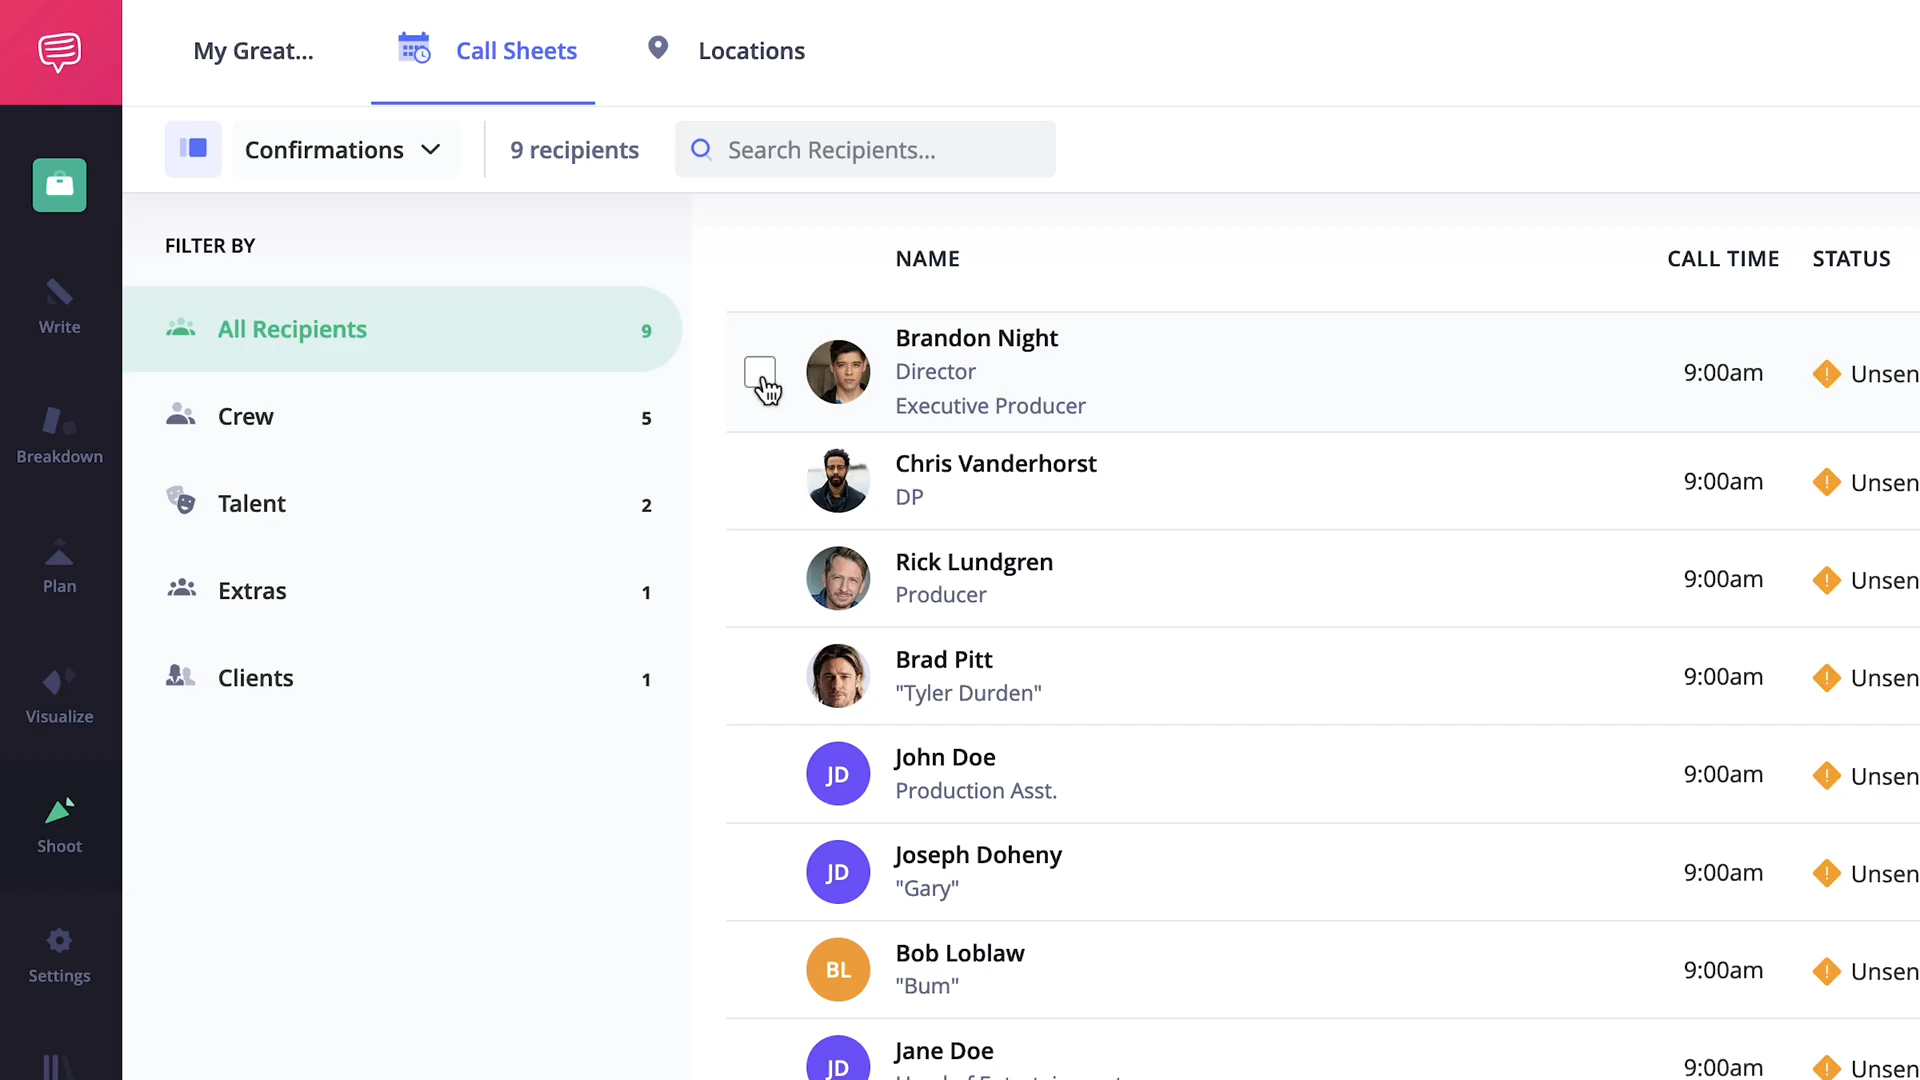 My Great...
Call Sheets
Locations
Confirmations
9 recipients
Search Recipients...
FILTER BY
All Recipients 9
Crew 5
Talent 2
Extras 1
Clients 1
Write
Breakdown
Plan
Visualize
Shoot
Settings
NAME CALL TIME STATUS
Brandon Night
Director
Executive Producer
9:00am Unsen
Chris Vanderhorst
DP
9:00am Unsen
Rick Lundgren
Producer
9:00am Unsen
Brad Pitt
"Tyler Durden"
9:00am Unsen
JD
John Doe
Production Asst.
9:00am Unsen
JD
Joseph Doheny
"Gary"
9:00am Unsen
BL
Bob Loblaw
"Bum"
9:00am Unsen
JD
Jane Doe
9:00am Unsen